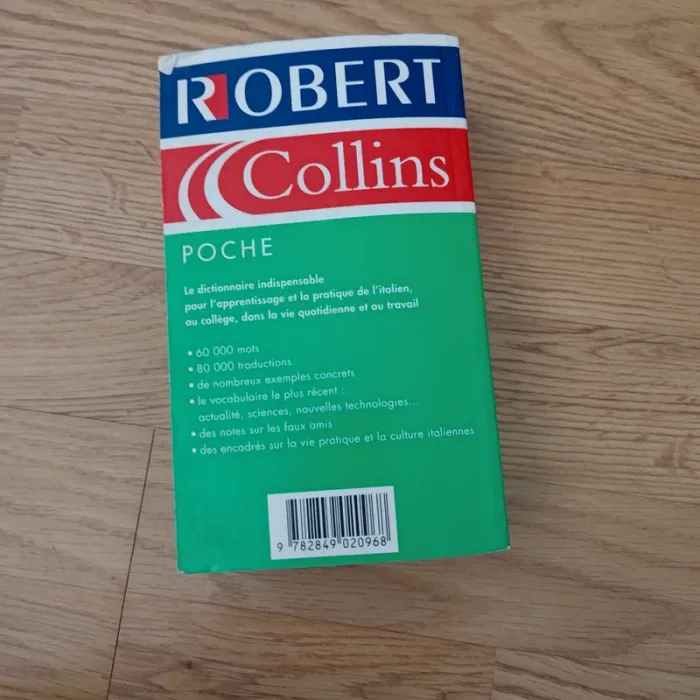 ROBERT
Collins
POCHE
Le dictionnaire indispensable
pour l'apprentissage et la pratique de l'italien,
au collège, dans la vie quotidienne et au travail
• 60 000 mots
• 80 000 traductions
• de nombreux exemples concrets
• le vocabulaire le plus récent :
actualité, sciences, nouvelles technologies...
• des notes sur les faux amis
• des encadrés sur la vie pratique et la culture italiennes
9 782849 020968